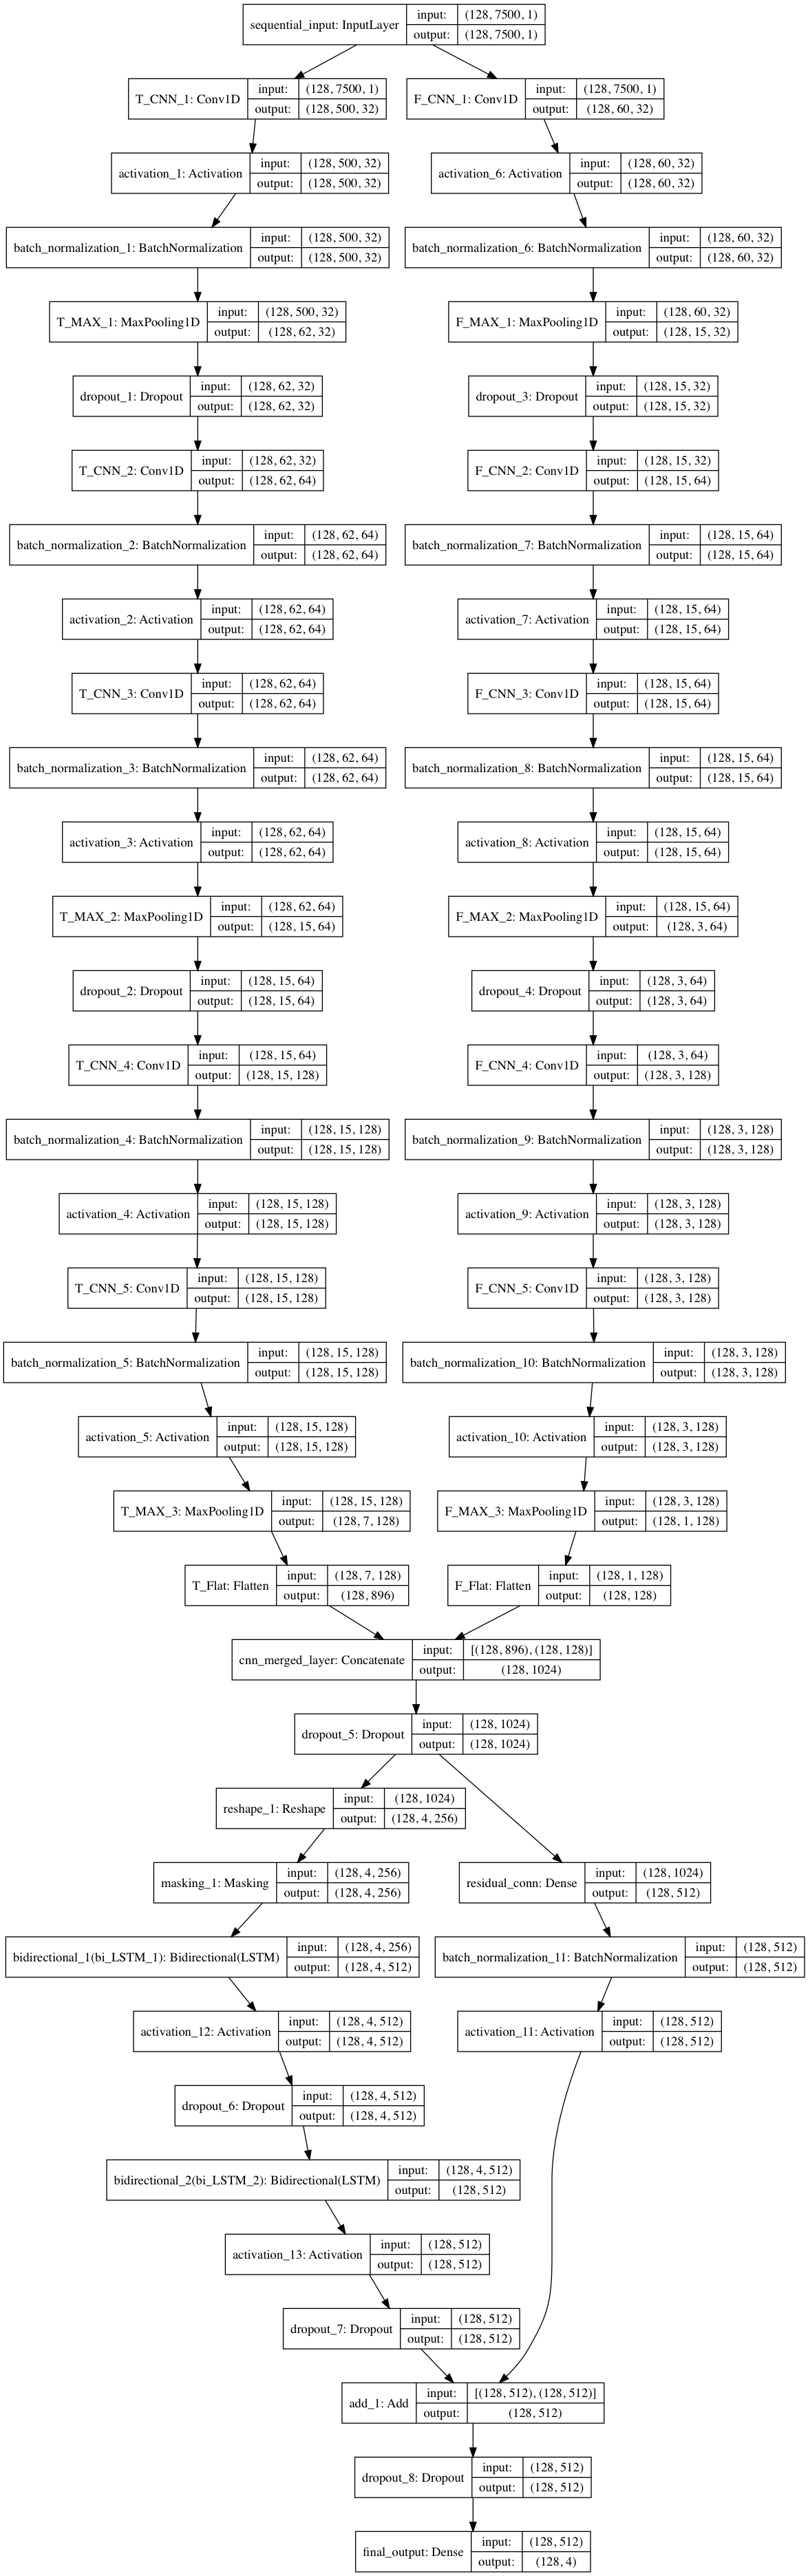 sequential_input: InputLayer
input: (128, 7500, 1)
output: (128, 7500, 1)
T_CNN_1: Conv1D
input: (128, 7500, 1)
output: (128, 500, 32)
F_CNN_1: Conv1D
input: (128, 7500, 1)
output: (128, 60, 32)
activation_1: Activation
input: (128, 500, 32)
output: (128, 500, 32)
activation_6: Activation
input: (128, 60, 32)
output: (128, 60, 32)
batch_normalization_1: BatchNormalization
input: (128, 500, 32)
output: (128, 500, 32)
batch_normalization_6: BatchNormalization
input: (128, 60, 32)
output: (128, 60, 32)
T_MAX_1: MaxPooling1D
input: (128, 500, 32)
output: (128, 62, 32)
F_MAX_1: MaxPooling1D
input: (128, 60, 32)
output: (128, 15, 32)
dropout_1: Dropout
input: (128, 62, 32)
output: (128, 62, 32)
dropout_3: Dropout
input: (128, 15, 32)
output: (128, 15, 32)
T_CNN_2: Conv1D
input: (128, 62, 32)
output: (128, 62, 64)
F_CNN_2: Conv1D
input: (128, 15, 32)
output: (128, 15, 64)
batch_normalization_2: BatchNormalization
input: (128, 62, 64)
output: (128, 62, 64)
batch_normalization_7: BatchNormalization
input: (128, 15, 64)
output: (128, 15, 64)
activation_2: Activation
input: (128, 62, 64)
output: (128, 62, 64)
activation_7: Activation
input: (128, 15, 64)
output: (128, 15, 64)
T_CNN_3: Conv1D
input: (128, 62, 64)
output: (128, 62, 64)
F_CNN_3: Conv1D
input: (128, 15, 64)
output: (128, 15, 64)
batch_normalization_3: BatchNormalization
input: (128, 62, 64)
output: (128, 62, 64)
batch_normalization_8: BatchNormalization
input: (128, 15, 64)
output: (128, 15, 64)
activation_3: Activation
input: (128, 62, 64)
output: (128, 62, 64)
activation_8: Activation
input: (128, 15, 64)
output: (128, 15, 64)
T_MAX_2: MaxPooling1D
input: (128, 62, 64)
output: (128, 15, 64)
F_MAX_2: MaxPooling1D
input: (128, 15, 64)
output: (128, 3, 64)
dropout_2: Dropout
input: (128, 15, 64)
output: (128, 15, 64)
dropout_4: Dropout
input: (128, 3, 64)
output: (128, 3, 64)
T_CNN_4: Conv1D
input: (128, 15, 64)
output: (128, 15, 128)
F_CNN_4: Conv1D
input: (128, 3, 64)
output: (128, 3, 128)
batch_normalization_4: BatchNormalization
input: (128, 15, 128)
output: (128, 15, 128)
batch_normalization_9: BatchNormalization
input: (128, 3, 128)
output: (128, 3, 128)
activation_4: Activation
input: (128, 15, 128)
output: (128, 15, 128)
activation_9: Activation
input: (128, 3, 128)
output: (128, 3, 128)
T_CNN_5: Conv1D
input: (128, 15, 128)
output: (128, 15, 128)
F_CNN_5: Conv1D
input: (128, 3, 128)
output: (128, 3, 128)
batch_normalization_5: BatchNormalization
input: (128, 15, 128)
output: (128, 15, 128)
batch_normalization_10: BatchNormalization
input: (128, 3, 128)
output: (128, 3, 128)
activation_5: Activation
input: (128, 15, 128)
output: (128, 15, 128)
activation_10: Activation
input: (128, 3, 128)
output: (128, 3, 128)
T_MAX_3: MaxPooling1D
input: (128, 15, 128)
output: (128, 7, 128)
F_MAX_3: MaxPooling1D
input: (128, 3, 128)
output: (128, 1, 128)
T_Flat: Flatten
input: (128, 7, 128)
output: (128, 896)
F_Flat: Flatten
input: (128, 1, 128)
output: (128, 128)
cnn_merged_layer: Concatenate
input: [(128, 896), (128, 128)]
output: (128, 1024)
dropout_5: Dropout
input: (128, 1024)
output: (128, 1024)
reshape_1: Reshape
input: (128, 1024)
output: (128, 4, 256)
masking_1: Masking
input: (128, 4, 256)
output: (128, 4, 256)
residual_conn: Dense
input: (128, 1024)
output: (128, 512)
bidirectional_1(bi_LSTM_1): Bidirectional(LSTM)
input: (128, 4, 256)
output: (128, 4, 512)
batch_normalization_11: BatchNormalization
input: (128, 512)
output: (128, 512)
activation_12: Activation
input: (128, 4, 512)
output: (128, 4, 512)
activation_11: Activation
input: (128, 512)
output: (128, 512)
dropout_6: Dropout
input: (128, 4, 512)
output: (128, 4, 512)
bidirectional_2(bi_LSTM_2): Bidirectional(LSTM)
input: (128, 4, 512)
output: (128, 512)
activation_13: Activation
input: (128, 512)
output: (128, 512)
dropout_7: Dropout
input: (128, 512)
output: (128, 512)
add_1: Add
input: [(128, 512), (128, 512)]
output: (128, 512)
dropout_8: Dropout
input: (128, 512)
output: (128, 512)
final_output: Dense
input: (128, 512)
output: (128, 4)